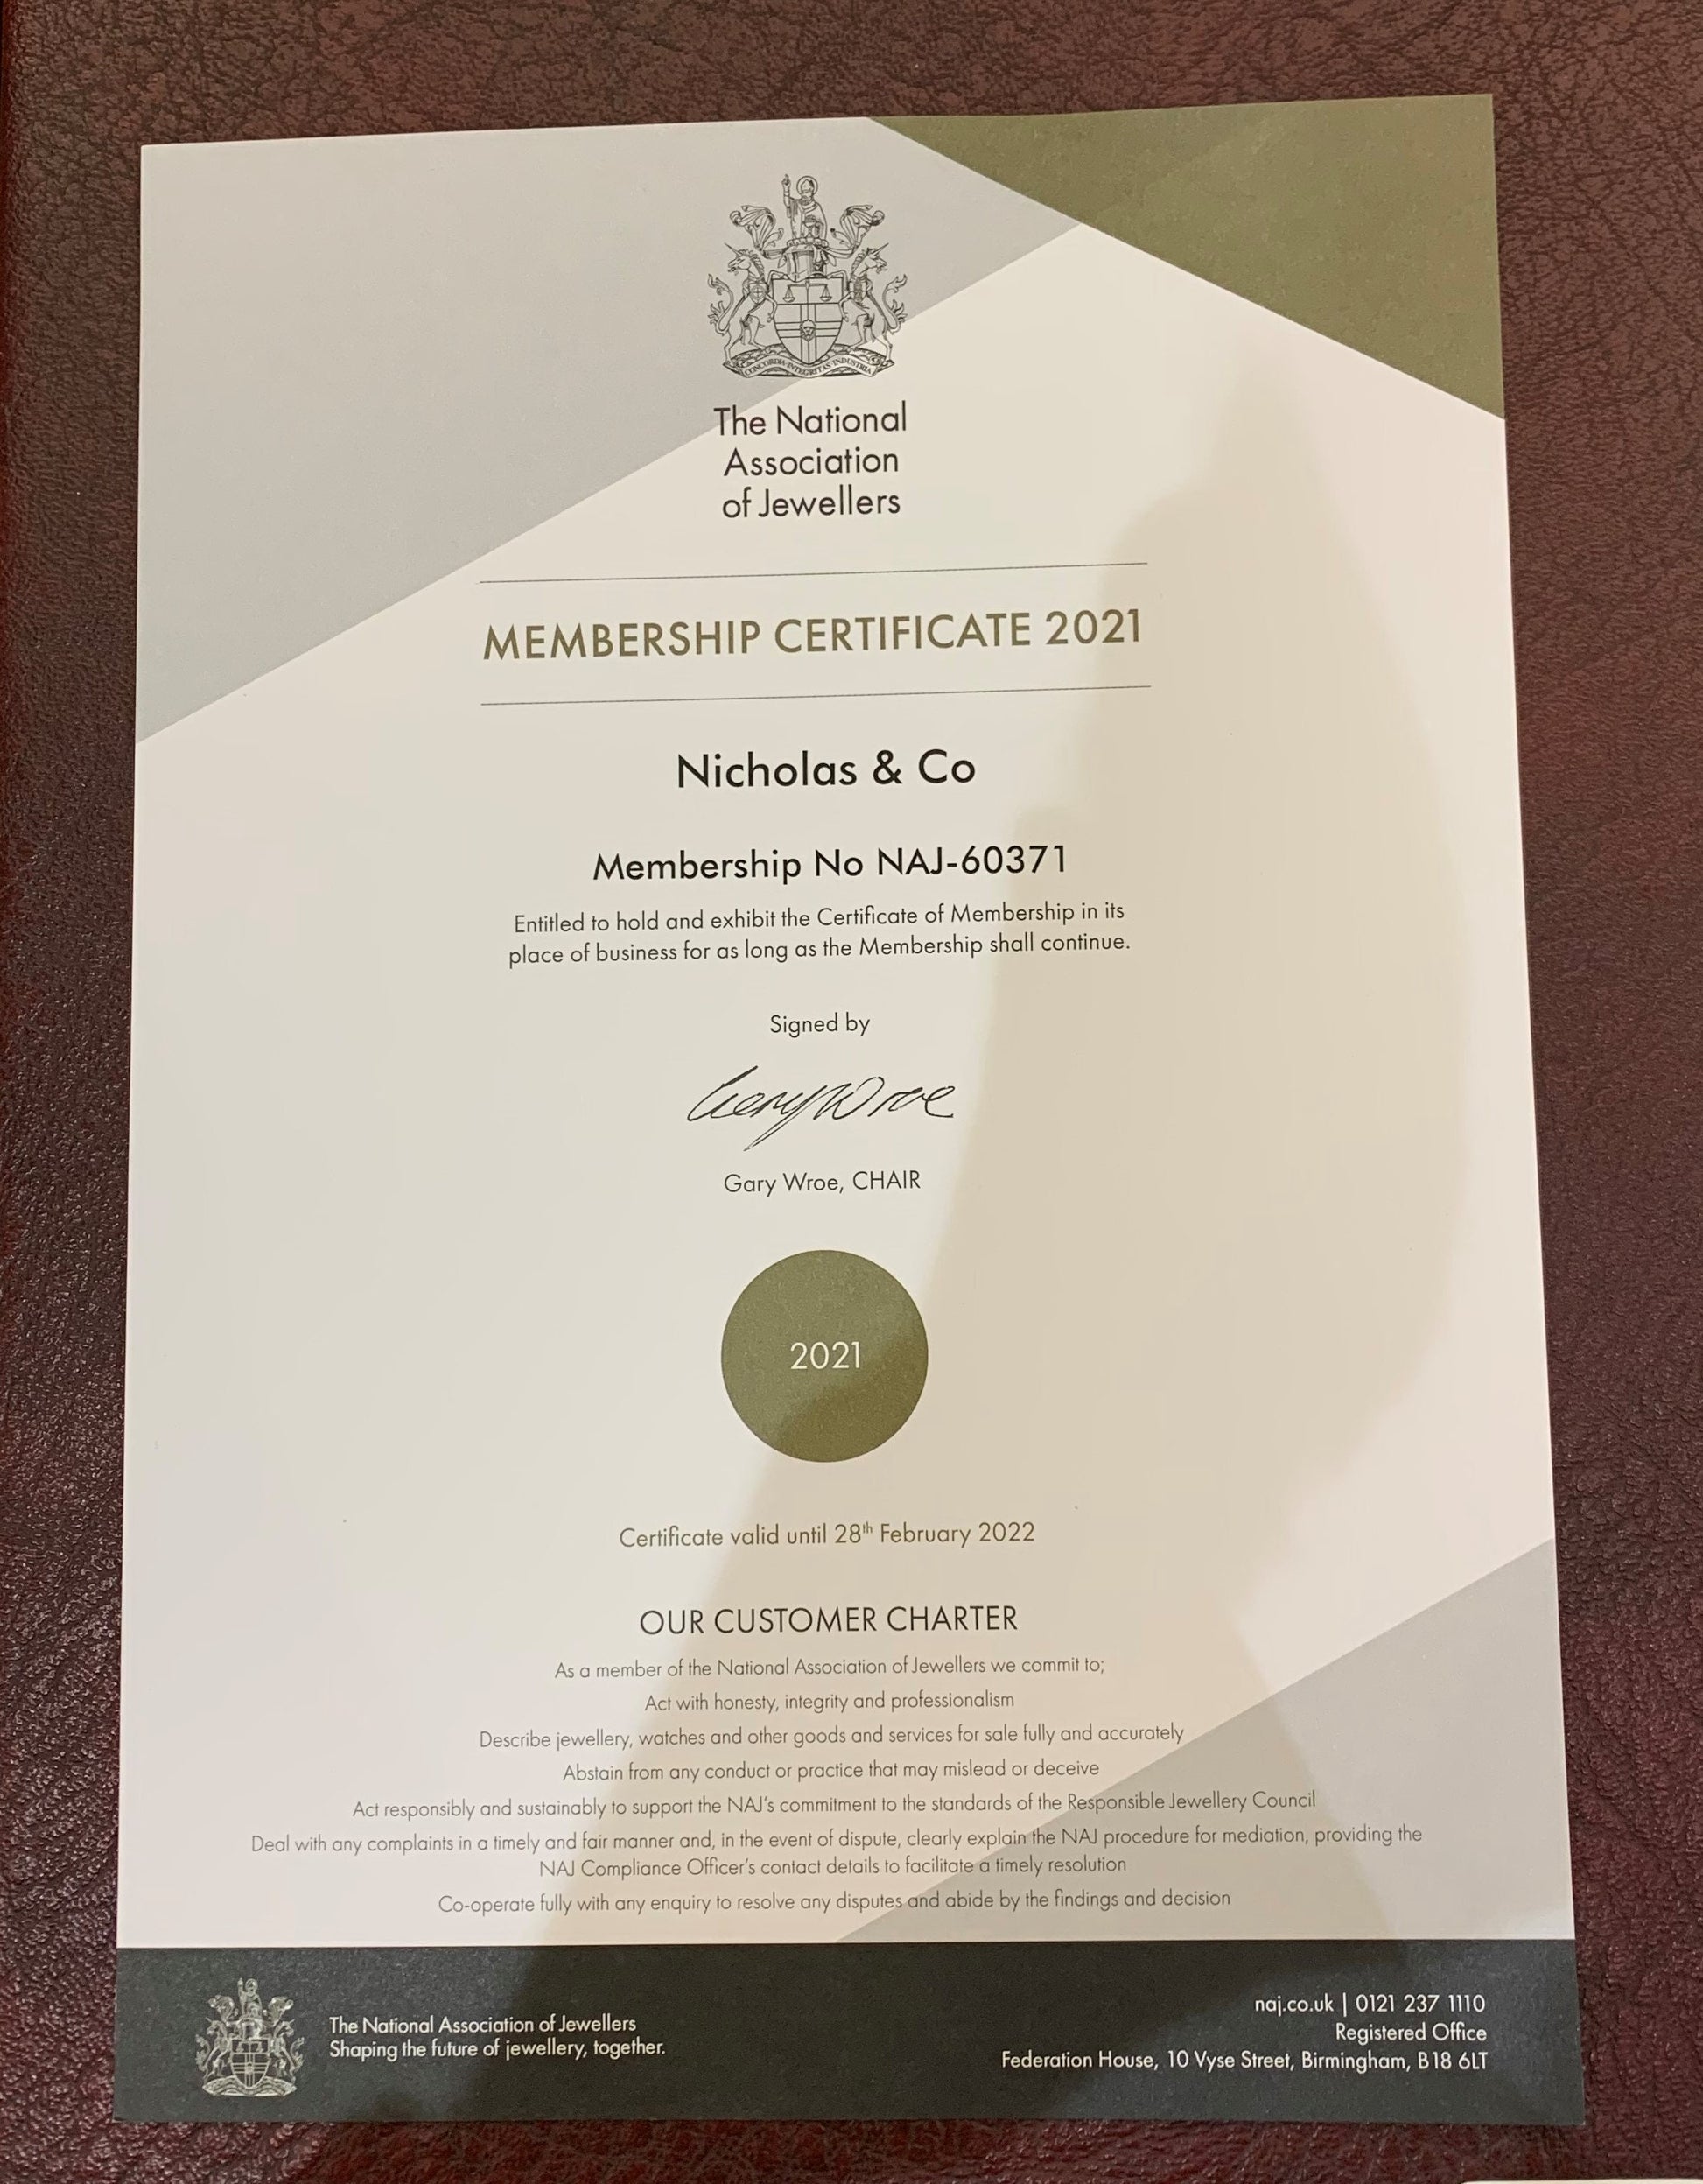 CONCORDIA INTEGRITAS INDUSTRIA
The National
Association
of Jewellers
MEMBERSHIP CERTIFICATE 2021
Nicholas & Co
Membership No NAJ-60371
Entitled to hold and exhibit the Certificate of Membership in its
place of business for as long as the Membership shall continue.
Signed by
Gary Wroe
Gary Wroe, CHAIR
2021
Certificate valid until 28th February 2022
OUR CUSTOMER CHARTER
As a member of the National Association of Jewellers we commit to;
Act with honesty, integrity and professionalism
Describe jewellery, watches and other goods and services for sale fully and accurately
Abstain from any conduct or practice that may mislead or deceive
Act responsibly and sustainably to support the NAJ's commitment to the standards of the Responsible Jewellery Council
Deal with any complaints in a timely and fair manner and, in the event of dispute, clearly explain the NAJ procedure for mediation, providing the
NAJ Compliance Officer's contact details to facilitate a timely resolution
Co-operate fully with any enquiry to resolve any disputes and abide by the findings and decision
The National Association of Jewellers
Shaping the future of jewellery, together.
naj.co.uk | 0121 237 1110
Registered Office
Federation House, 10 Vyse Street, Birmingham, B18 6LT